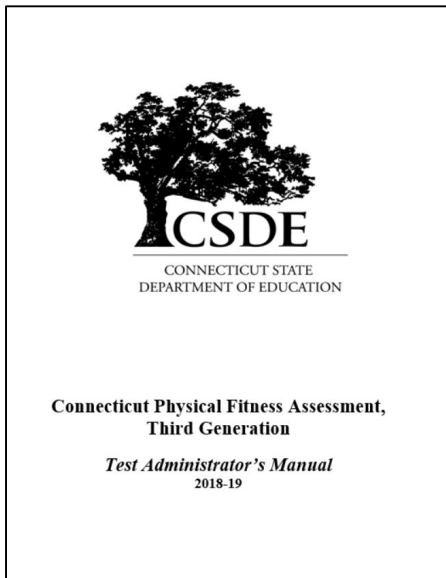 CSDE
CONNECTICUT STATE
DEPARTMENT OF EDUCATION
Connecticut Physical Fitness Assessment,
Third Generation
Test Administrator's Manual
2018-19